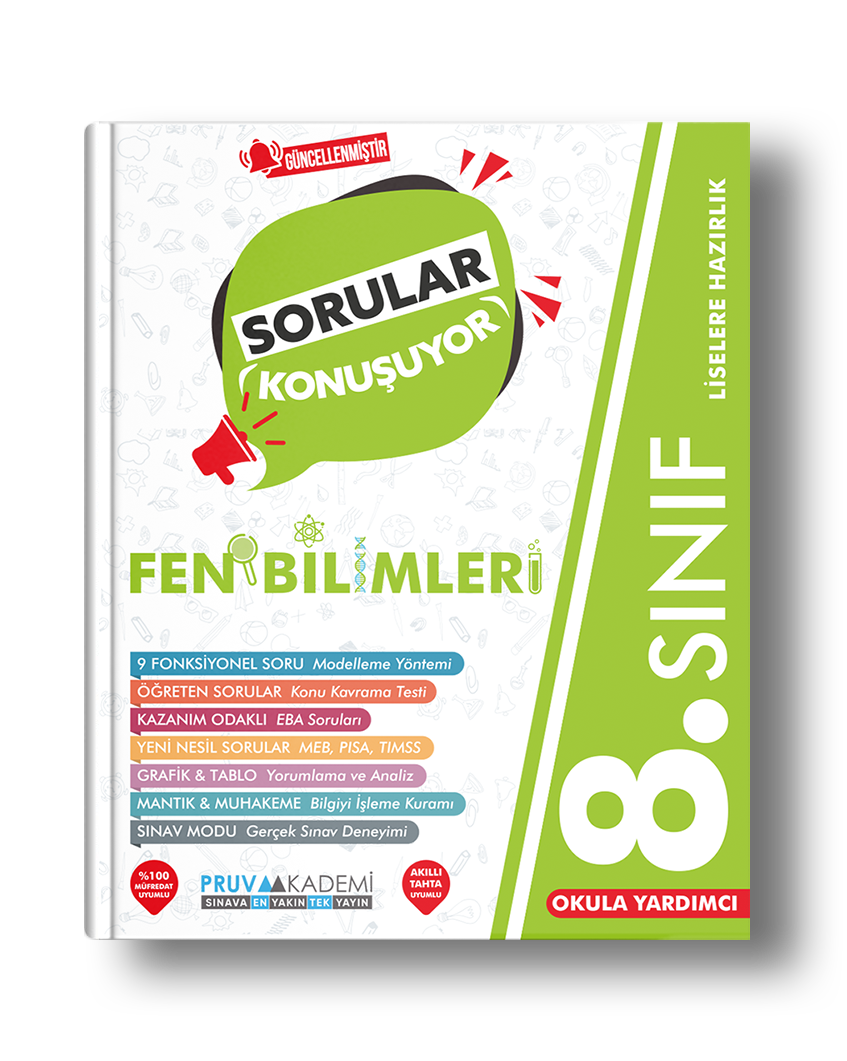 GÜNCELLENMİŞTİR
SORULAR
KONUŞUYOR
LİSELERE HAZIRLIK
8.SINIF
FEN BİLİMLERİ
9 FONKSİYONEL SORU Modelleme Yöntemi
ÖĞRETEN SORULAR Konu Kavrama Testi
KAZANIM ODAKLI EBA Soruları
YENİ NESİL SORULAR MEB, PISA, TIMSS
GRAFİK & TABLO Yorumlama ve Analiz
MANTIK & MUHAKEME Bilgiyi İşleme Kuramı
SINAV MODU Gerçek Sınav Deneyimi
%100
MÜFREDAT
UYUMLU
PRUVA AKADEMİ
SINAVA EN YAKIN TEK YAYIN
AKILLI
TAHTA
UYUMLU
OKULA YARDIMCI